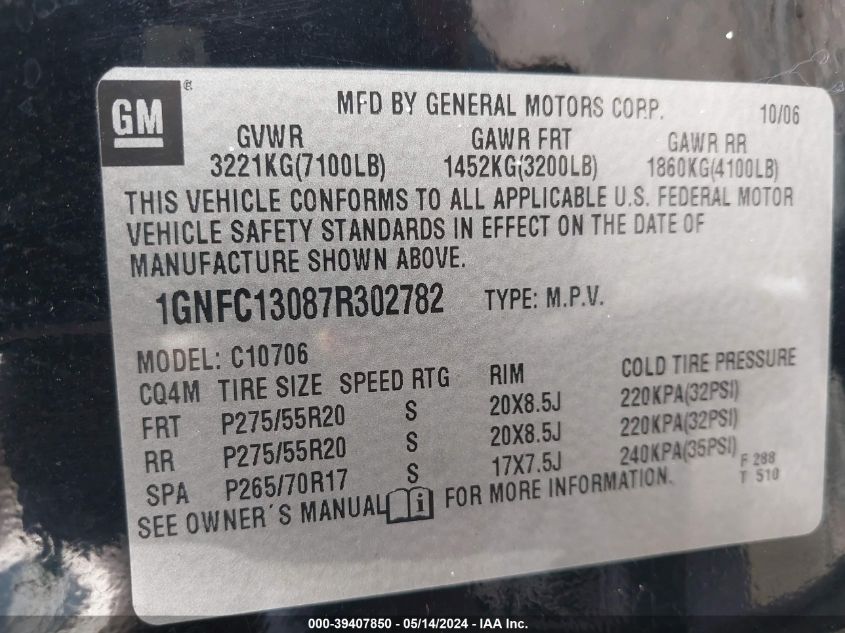 GM ®
MFD BY GENERAL MOTORS CORP. 10/06
GVWR GAWR FRT GAWR RR
3221KG(7100LB) 1452KG(3200LB) 1860KG(4100LB)
THIS VEHICLE CONFORMS TO ALL APPLICABLE U.S. FEDERAL MOTOR
VEHICLE SAFETY STANDARDS IN EFFECT ON THE DATE OF
MANUFACTURE SHOWN ABOVE.
1GNFC13087R302782 TYPE: M.P.V.
MODEL: C10706
CQ4M TIRE SIZE SPEED RTG RIM COLD TIRE PRESSURE
FRT P275/55R20 S 20X8.5J 220KPA(32PSI)
RR P275/55R20 S 20X8.5J 220KPA(32PSI)
SPA P265/70R17 S 17X7.5J 240KPA(35PSI) F 288
T 510
SEE OWNER'S MANUAL i FOR MORE INFORMATION.
000-39407850 - 05/14/2024 - IAA Inc.